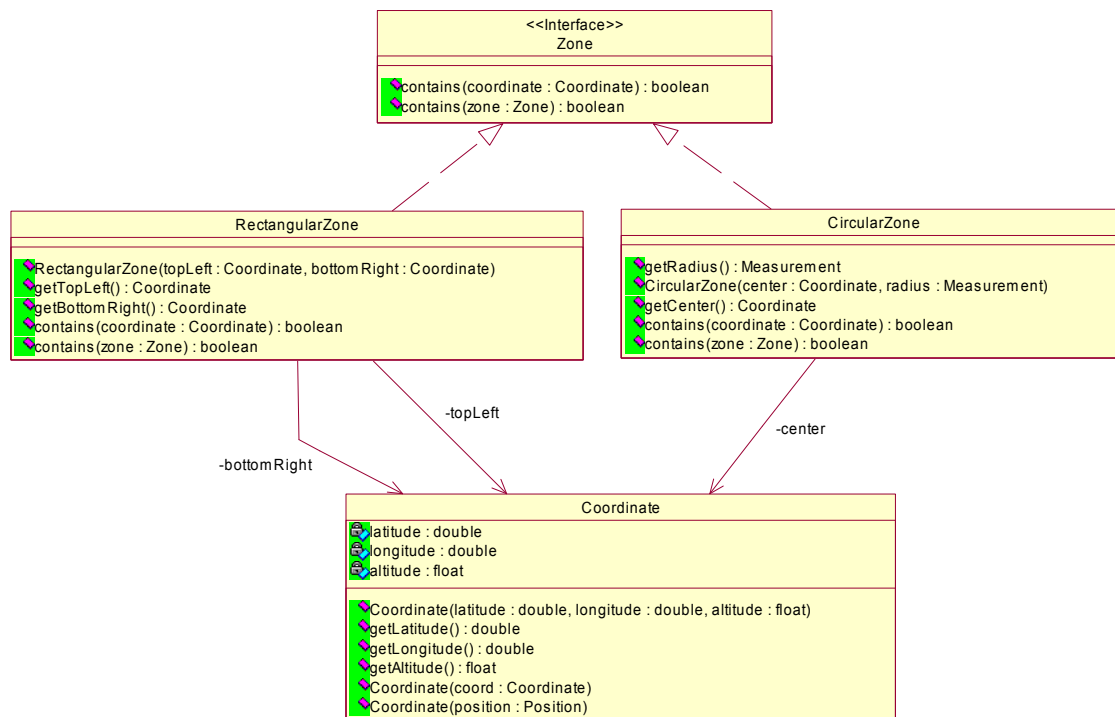 <<Interface>>
Zone
contains(coordinate : Coordinate) : boolean
contains(zone : Zone) : boolean
RectangularZone
RectangularZone(topLeft : Coordinate, bottomRight : Coordinate)
getTopLeft() : Coordinate
getBottomRight() : Coordinate
contains(coordinate : Coordinate) : boolean
contains(zone : Zone) : boolean
CircularZone
getRadius() : Measurement
CircularZone(center : Coordinate, radius : Measurement)
getCenter() : Coordinate
contains(coordinate : Coordinate) : boolean
contains(zone : Zone) : boolean
-topLeft
-center
-bottomRight
Coordinate
latitude : double
longitude : double
altitude : float
Coordinate(latitude : double, longitude : double, altitude : float)
getLatitude() : double
getLongitude() : double
getAltitude() : float
Coordinate(coord : Coordinate)
Coordinate(position : Position)